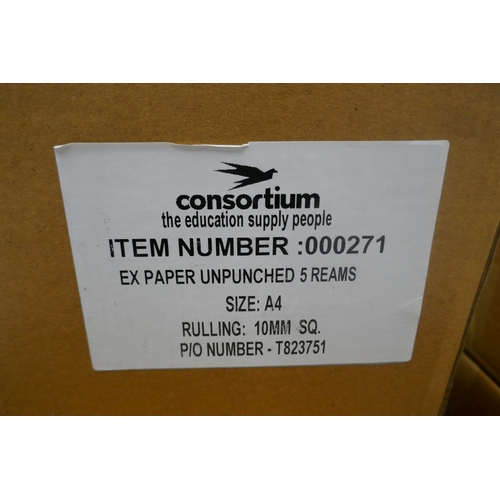 consortium
the education supply people
ITEM NUMBER :000271
EX PAPER UNPUNCHED 5 REAMS
SIZE: A4
RULLING: 10MM SQ.
P/O NUMBER - T823751